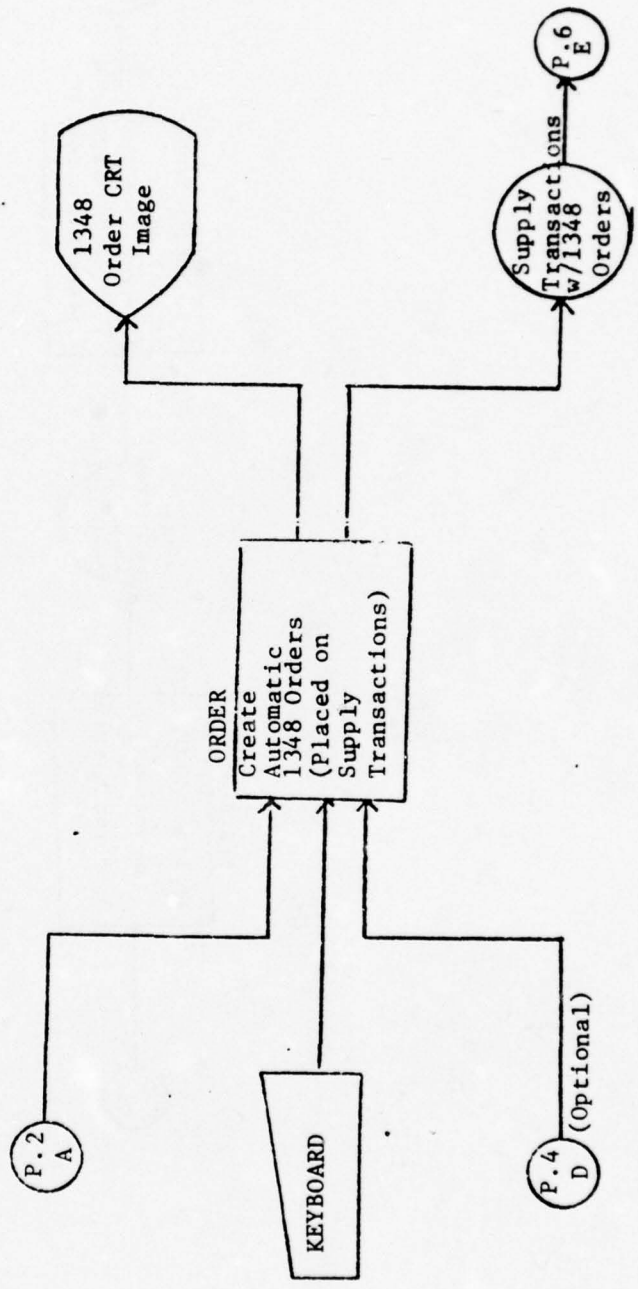 P.2
A
KEYBOARD
P.4
D
(Optional)
ORDER
Create
Automatic
1348 Orders
(Placed on
Supply
Transactions)
1348
Order CRT
Image
Supply
Transactions
w/1348
Orders
P.6
E